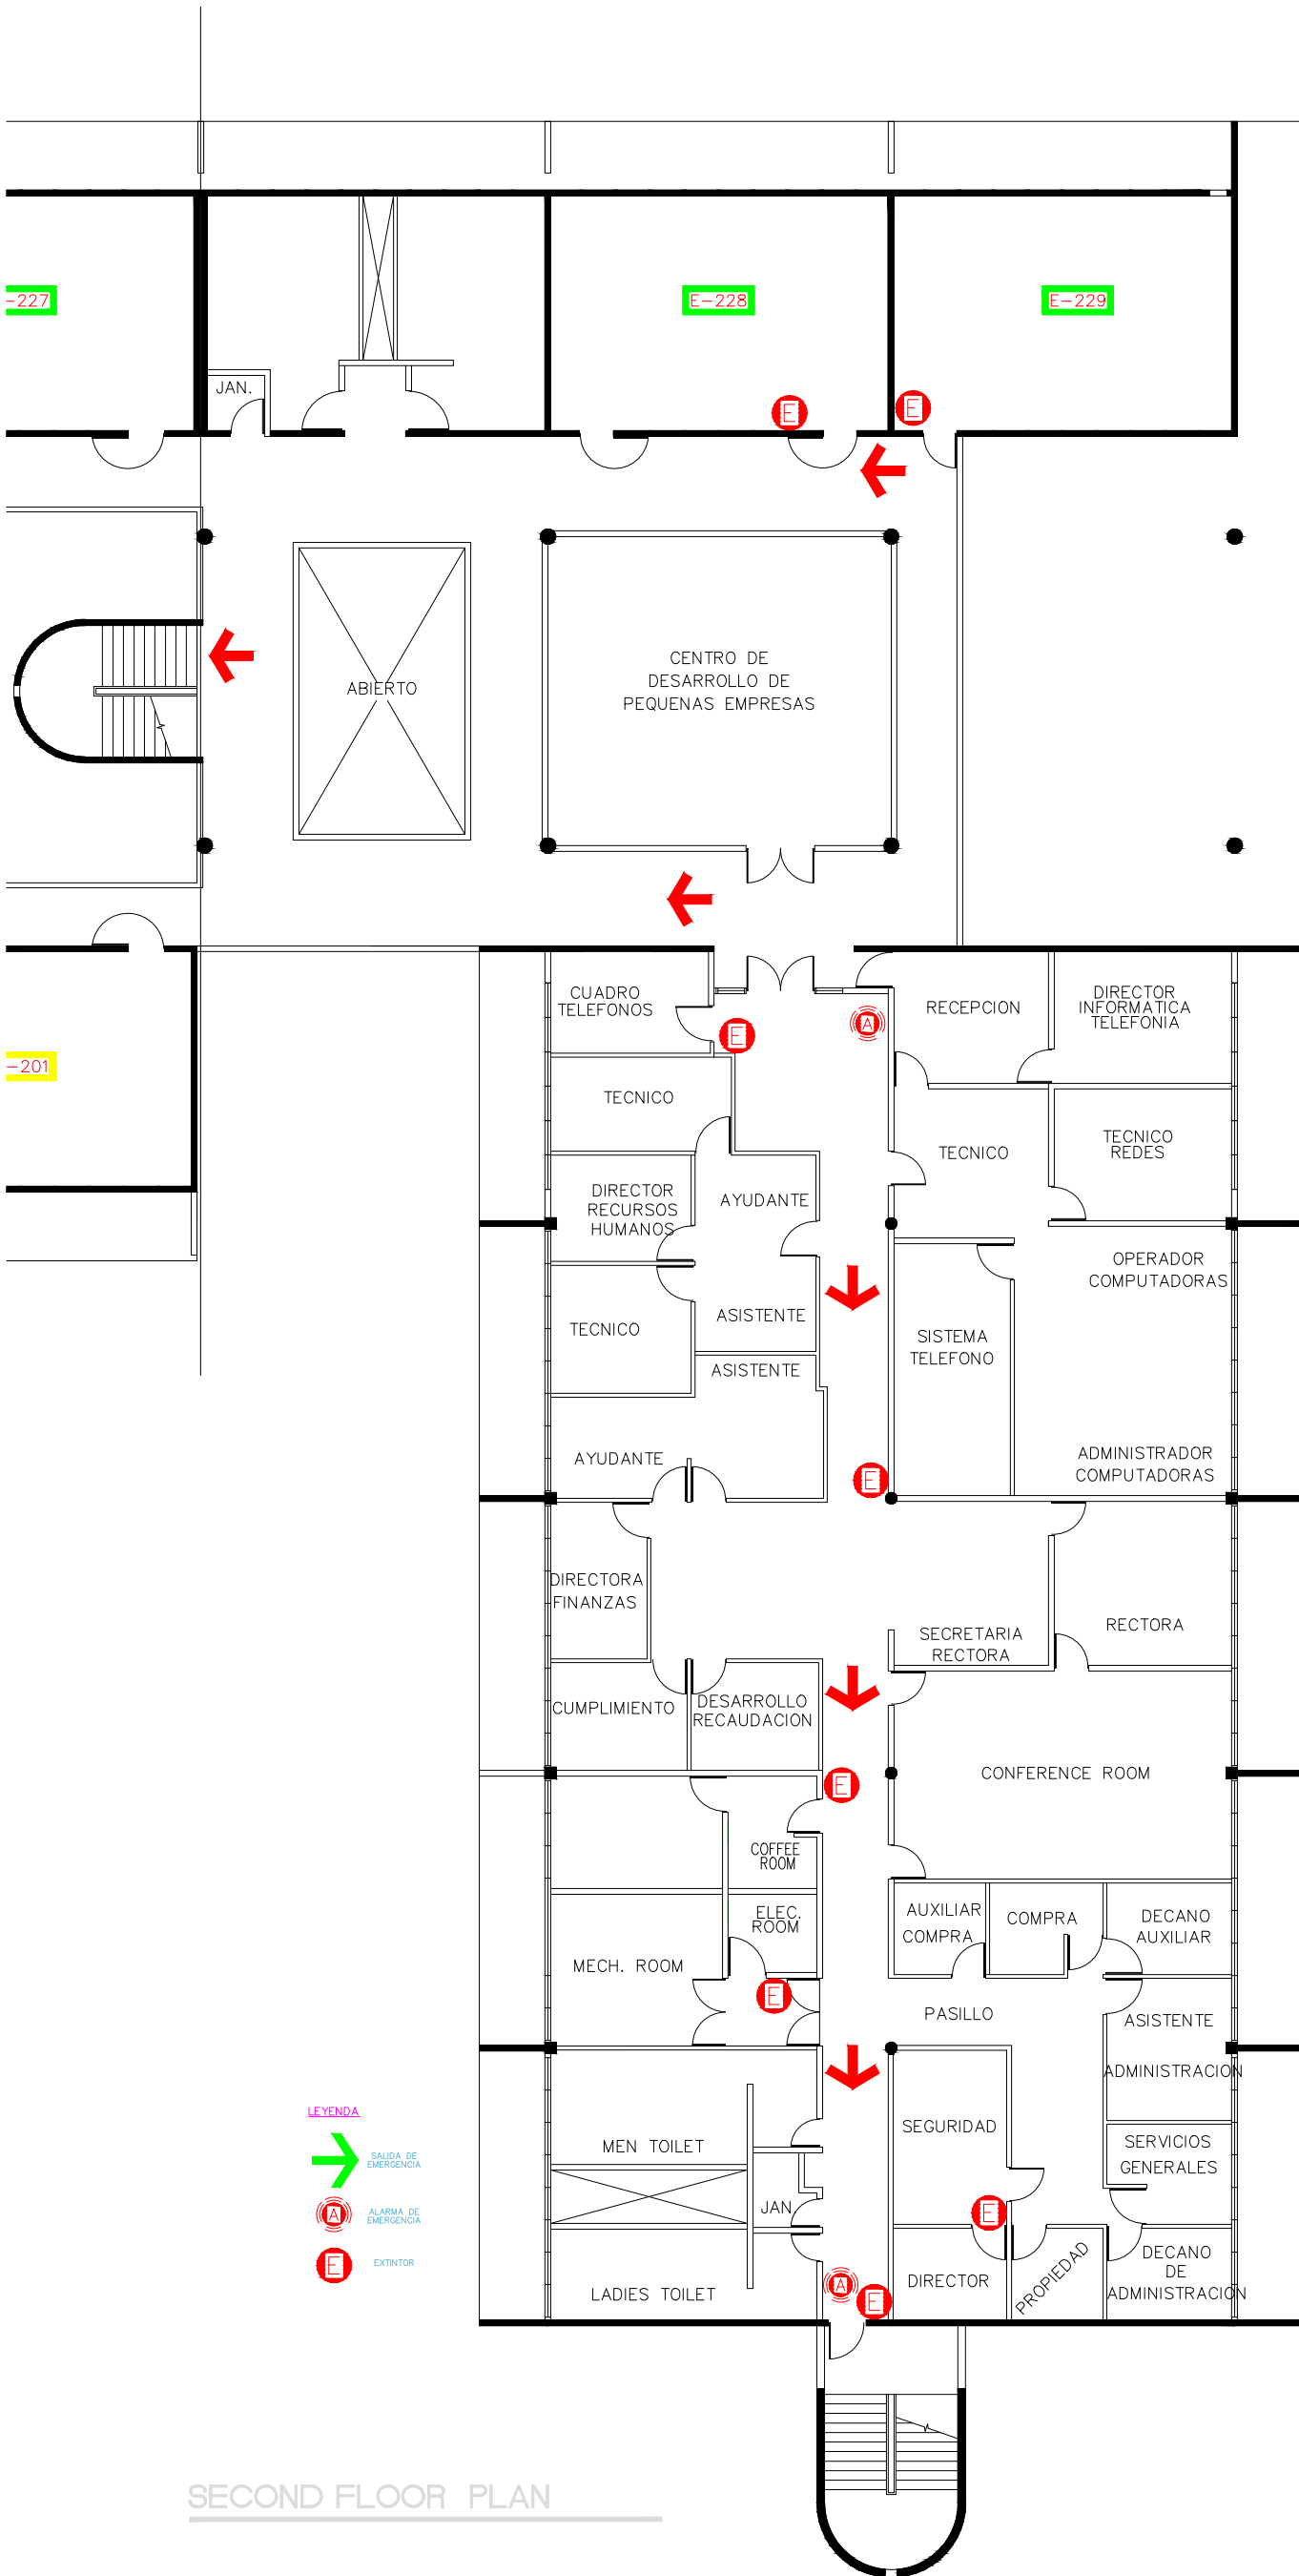 -227
E-228
E-229
JAN.
E
E
ABIERTO
CENTRO DE
DESARROLLO DE
PEQUENAS EMPRESAS
CUADRO
TELEFONOS
E
A
RECEPCION
DIRECTOR
INFORMATICA
TELEFONIA
-201
TECNICO
TECNICO
TECNICO
REDES
DIRECTOR
RECURSOS
HUMANOS
AYUDANTE
OPERADOR
COMPUTADORAS
TECNICO
ASISTENTE
SISTEMA
TELEFONO
ASISTENTE
AYUDANTE
E
ADMINISTRADOR
COMPUTADORAS
DIRECTORA
FINANZAS
SECRETARIA
RECTORA
RECTORA
CUMPLIMIENTO
DESARROLLO
RECAUDACION
E
CONFERENCE ROOM
COFFEE
ROOM
ELEC.
ROOM
AUXILIAR
COMPRA
COMPRA
DECANO
AUXILIAR
MECH. ROOM
E
PASILLO
ASISTENTE
ADMINISTRACION
LEYENDA
SALIDA DE
EMERGENCIA
ALARMA DE
EMERGENCIA
A
EXTINTOR
E
MEN TOILET
SEGURIDAD
SERVICIOS
GENERALES
JAN.
E
LADIES TOILET
A
E
DIRECTOR
PROPIEDAD
DECANO
DE
ADMINISTRACION
SECOND FLOOR PLAN